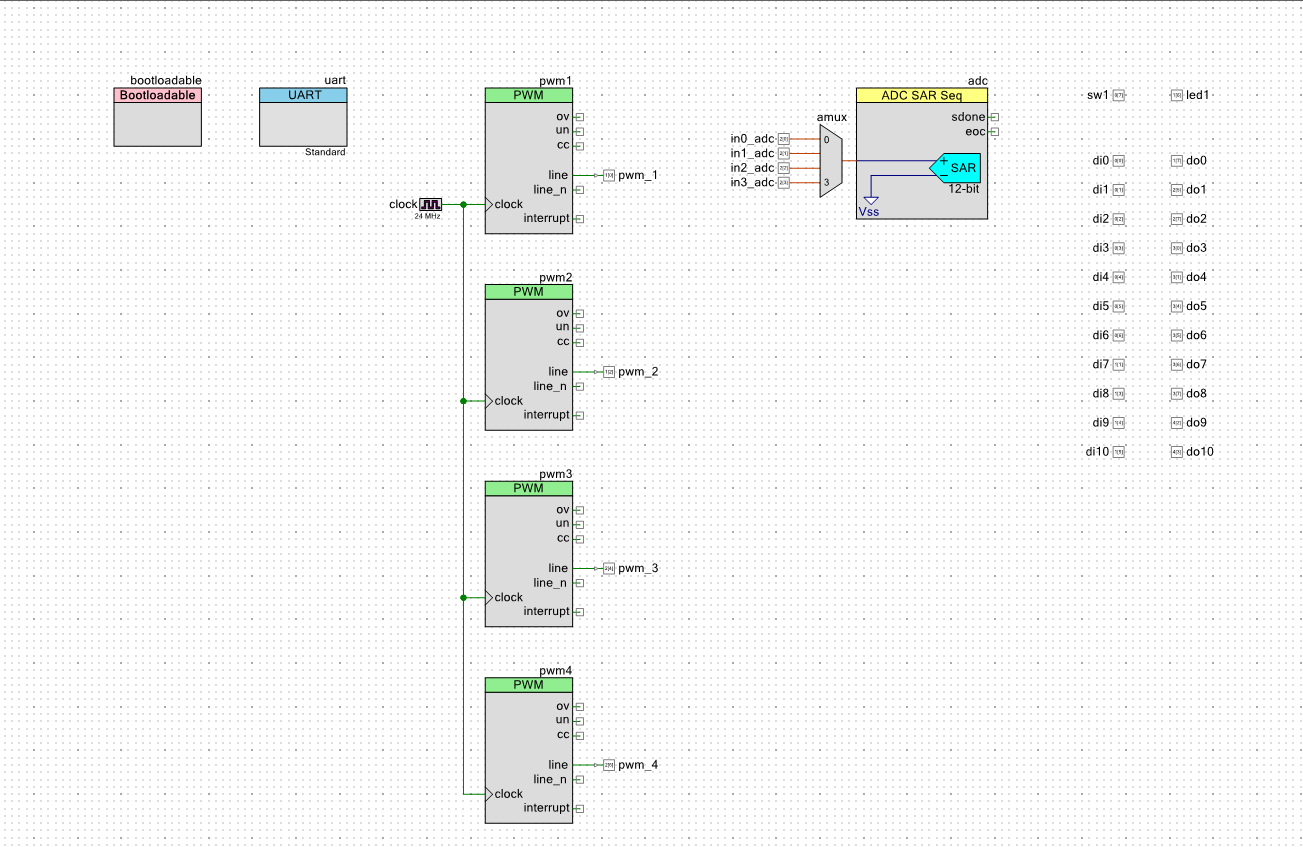 bootloadable
Bootloadable
uart
UART
Standard
clock
24 MHz
pwm1
PWM
ov
un
cc
line
line_n
clock
interrupt
pwm_1
pwm2
PWM
ov
un
cc
line
line_n
clock
interrupt
pwm_2
pwm3
PWM
ov
un
cc
line
line_n
clock
interrupt
pwm_3
pwm4
PWM
ov
un
cc
line
line_n
clock
interrupt
pwm_4
in0_adc
in1_adc
in2_adc
in3_adc
amux
0
3
adc
ADC SAR Seq
sdone
eoc
+
SAR
−
12-bit
Vss
sw1 led1
di0 do0
di1 do1
di2 do2
di3 do3
di4 do4
di5 do5
di6 do6
di7 do7
di8 do8
di9 do9
di10 do10